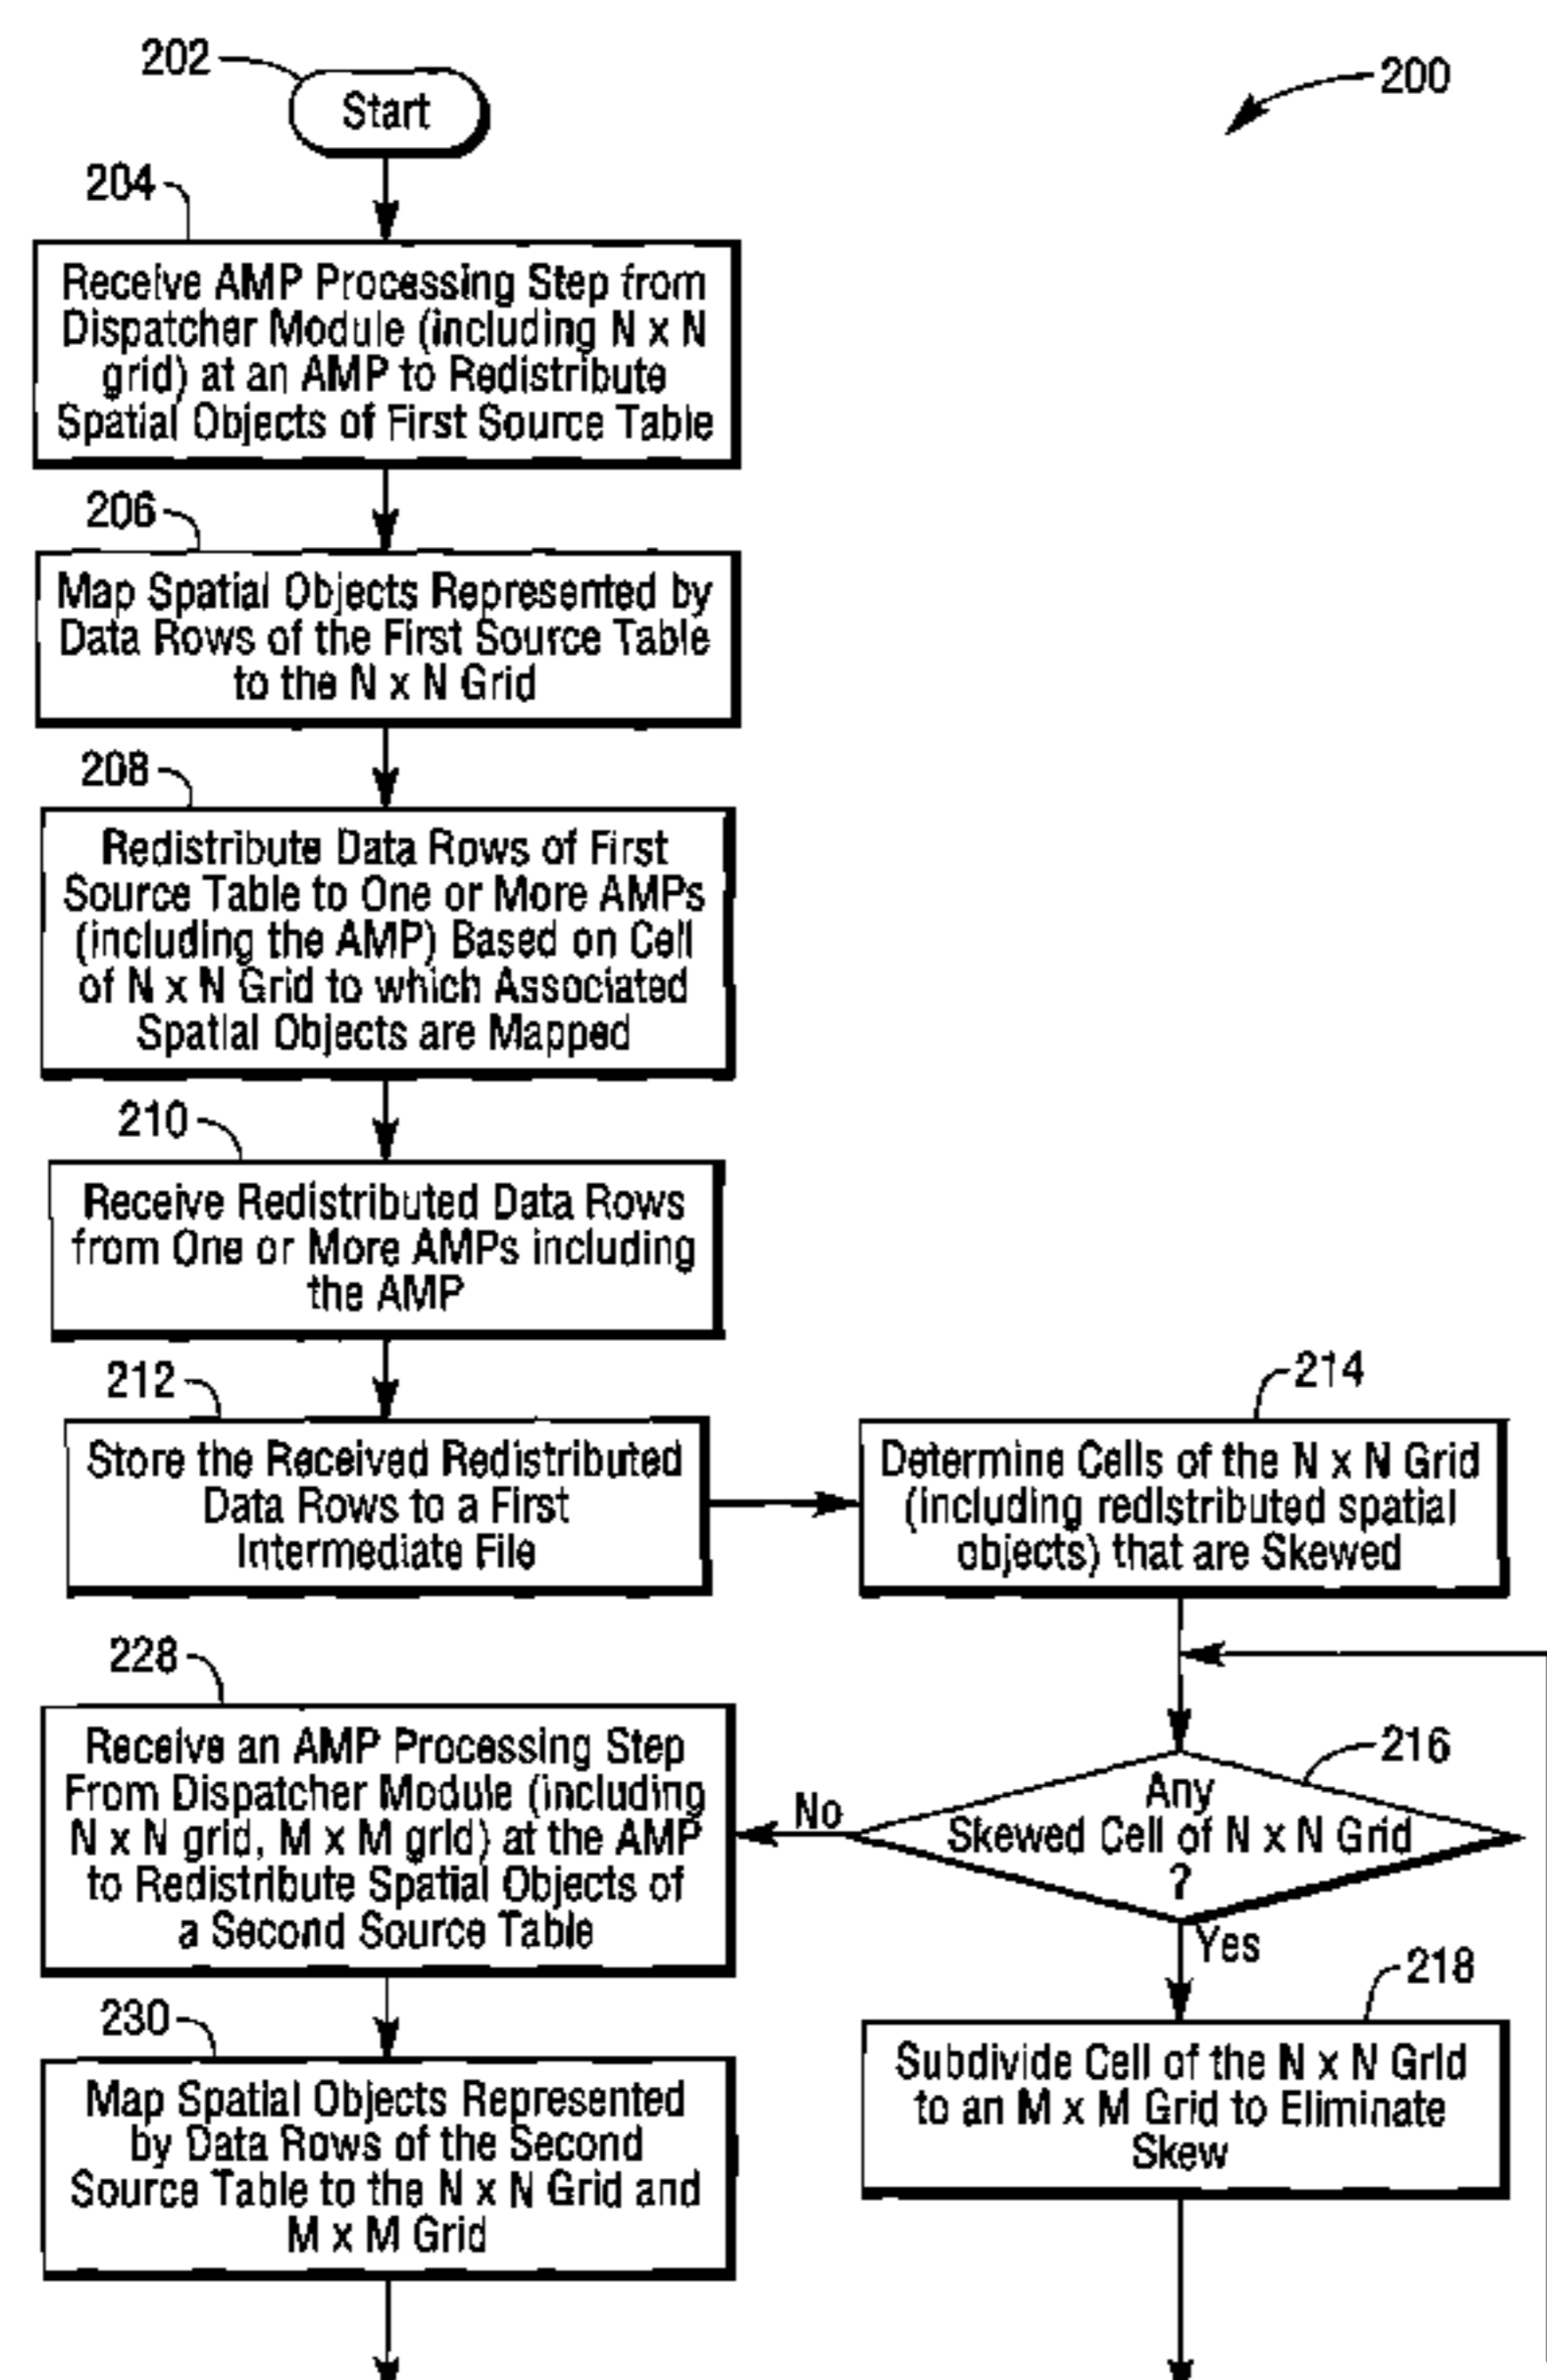 202
Start
200
204
Receive AMP Processing Step from
Dispatcher Module (including N x N
grid) at an AMP to Redistribute
Spatial Objects of First Source Table
206
Map Spatial Objects Represented by
Data Rows of the First Source Table
to the N x N Grid
208
Redistribute Data Rows of First
Source Table to One or More AMPs
(including the AMP) Based on Cell
of N x N Grid to which Associated
Spatial Objects are Mapped
210
Receive Redistributed Data Rows
from One or More AMPs including
the AMP
212
Store the Received Redistributed
Data Rows to a First
Intermediate File
214
Determine Cells of the N x N Grid
(including redistributed spatial
objects) that are Skewed
216
Any
Skewed Cell of N x N Grid
?
No
Yes
218
Subdivide Cell of the N x N Grid
to an M x M Grid to Eliminate
Skew
228
Receive an AMP Processing Step
From Dispatcher Module (including
N x N grid, M x M grid) at the AMP
to Redistribute Spatial Objects of
a Second Source Table
230
Map Spatial Objects Represented
by Data Rows of the Second
Source Table to the N x N Grid and
M x M Grid